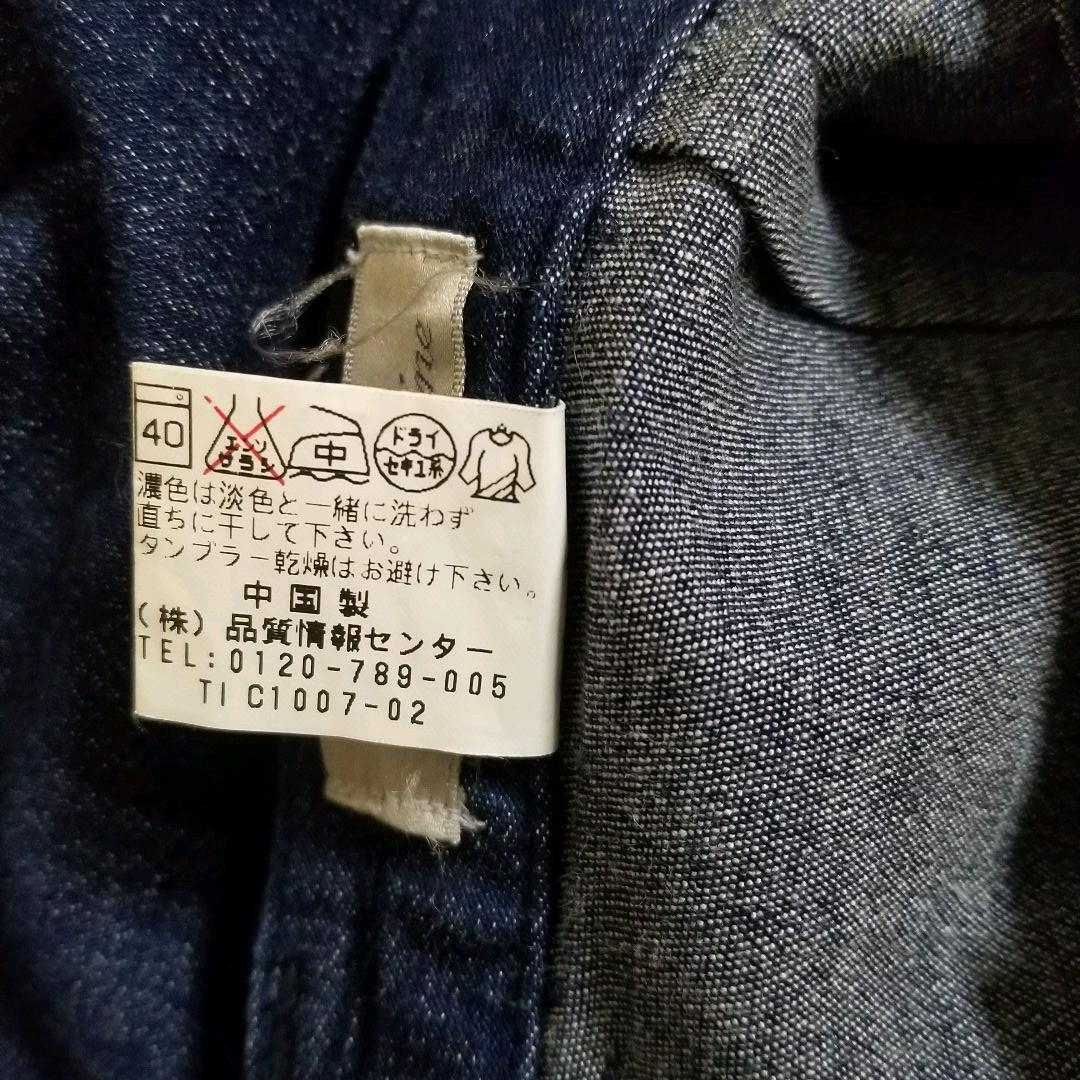 40
エンソ
サラシ
中
ドライ
セキユ系
濃色は淡色と一緒に洗わず
直ちに干して下さい。
タンブラー乾燥はお避け下さい。
中国製
(株)品質情報センター
TEL:0120-789-005
TI C1007-02